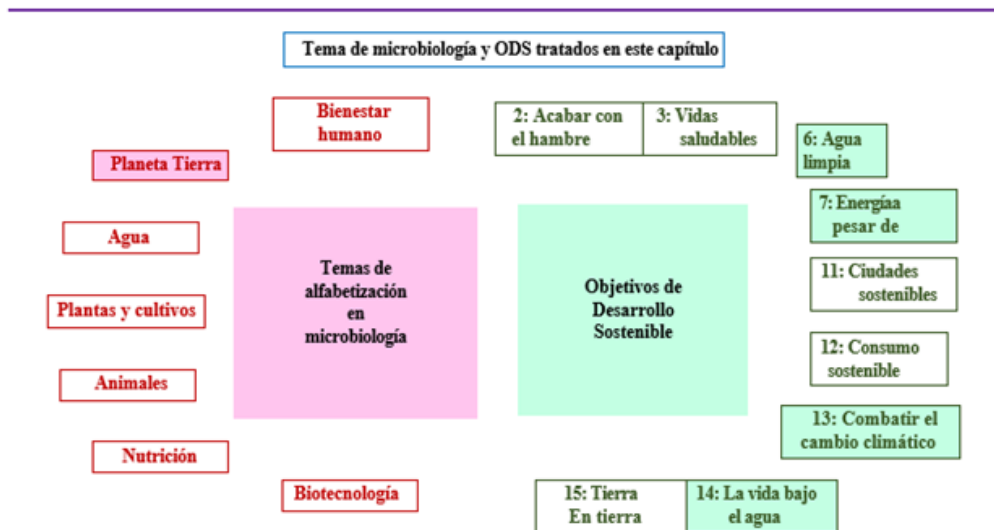 Tema de microbiología y ODS tratados en este capítulo
Bienestar
humano
2: Acabar con
el hambre
3: Vidas
saludables
6: Agua
limpia
Planeta Tierra
7: Energíaa
pesar de
Agua
Temas de
alfabetización
en
microbiología
Objetivos de
Desarrollo
Sostenible
11: Ciudades
sostenibles
Plantas y cultivos
12: Consumo
sostenible
Animales
13: Combatir el
cambio climático
Nutrición
Biotecnología
15: Tierra
En tierra
14: La vida bajo
el agua